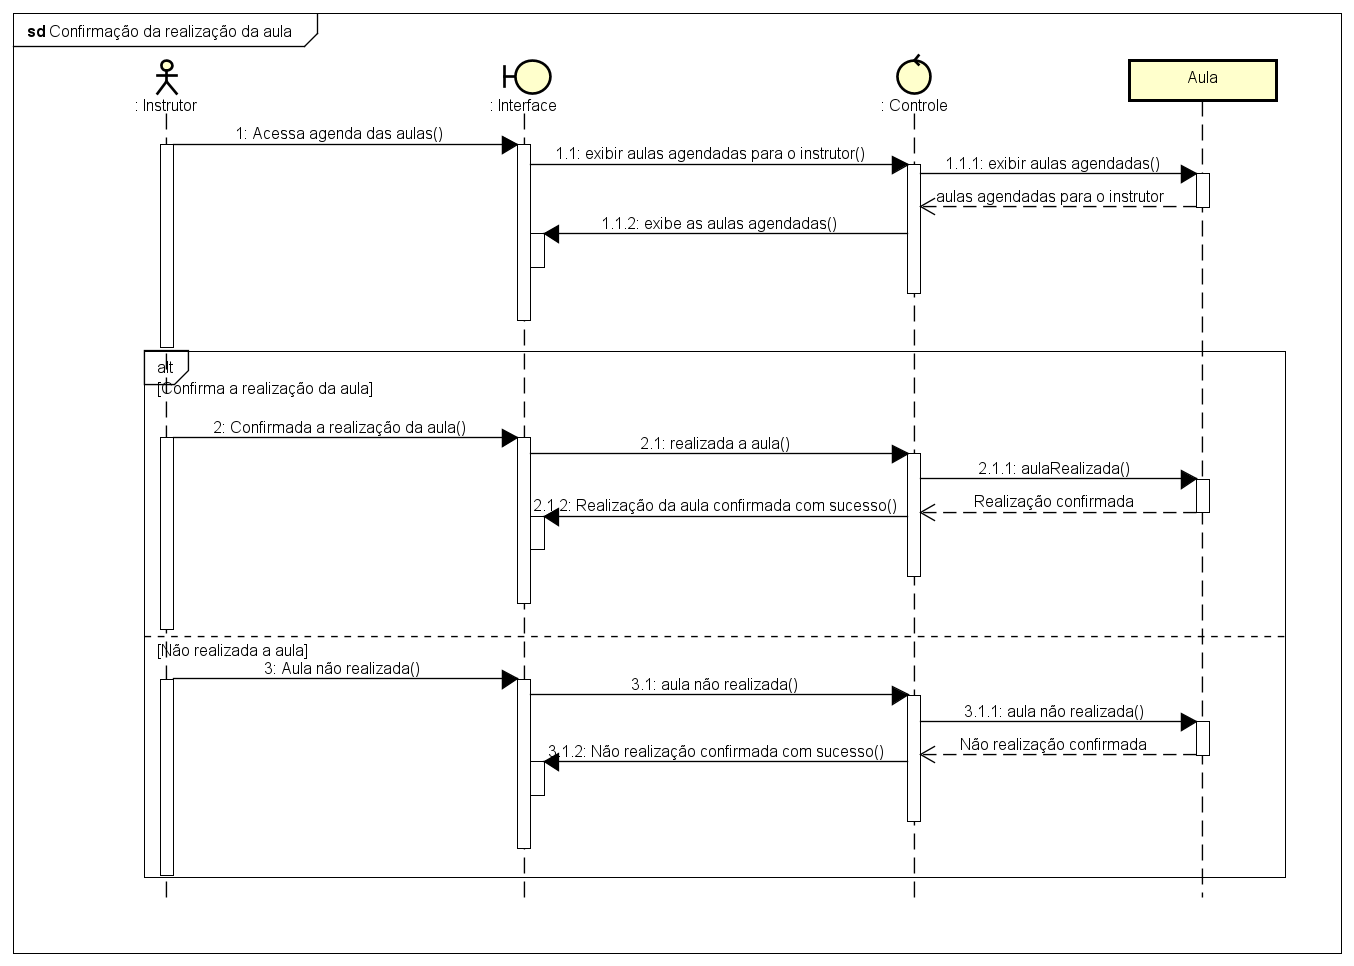 sd Confirmação da realização da aula
: Instrutor
: Interface
: Controle
Aula
1: Acessa agenda das aulas()
1.1: exibir aulas agendadas para o instrutor()
1.1.1: exibir aulas agendadas()
aulas agendadas para o instrutor
1.1.2: exibe as aulas agendadas()
alt
[Confirma a realização da aula]
2: Confirmada a realização da aula()
2.1: realizada a aula()
2.1.1: aulaRealizada()
Realização confirmada
2.1.2: Realização da aula confirmada com sucesso()
[Não realizada a aula]
3: Aula não realizada()
3.1: aula não realizada()
3.1.1: aula não realizada()
Não realização confirmada
3.1.2: Não realização confirmada com sucesso()